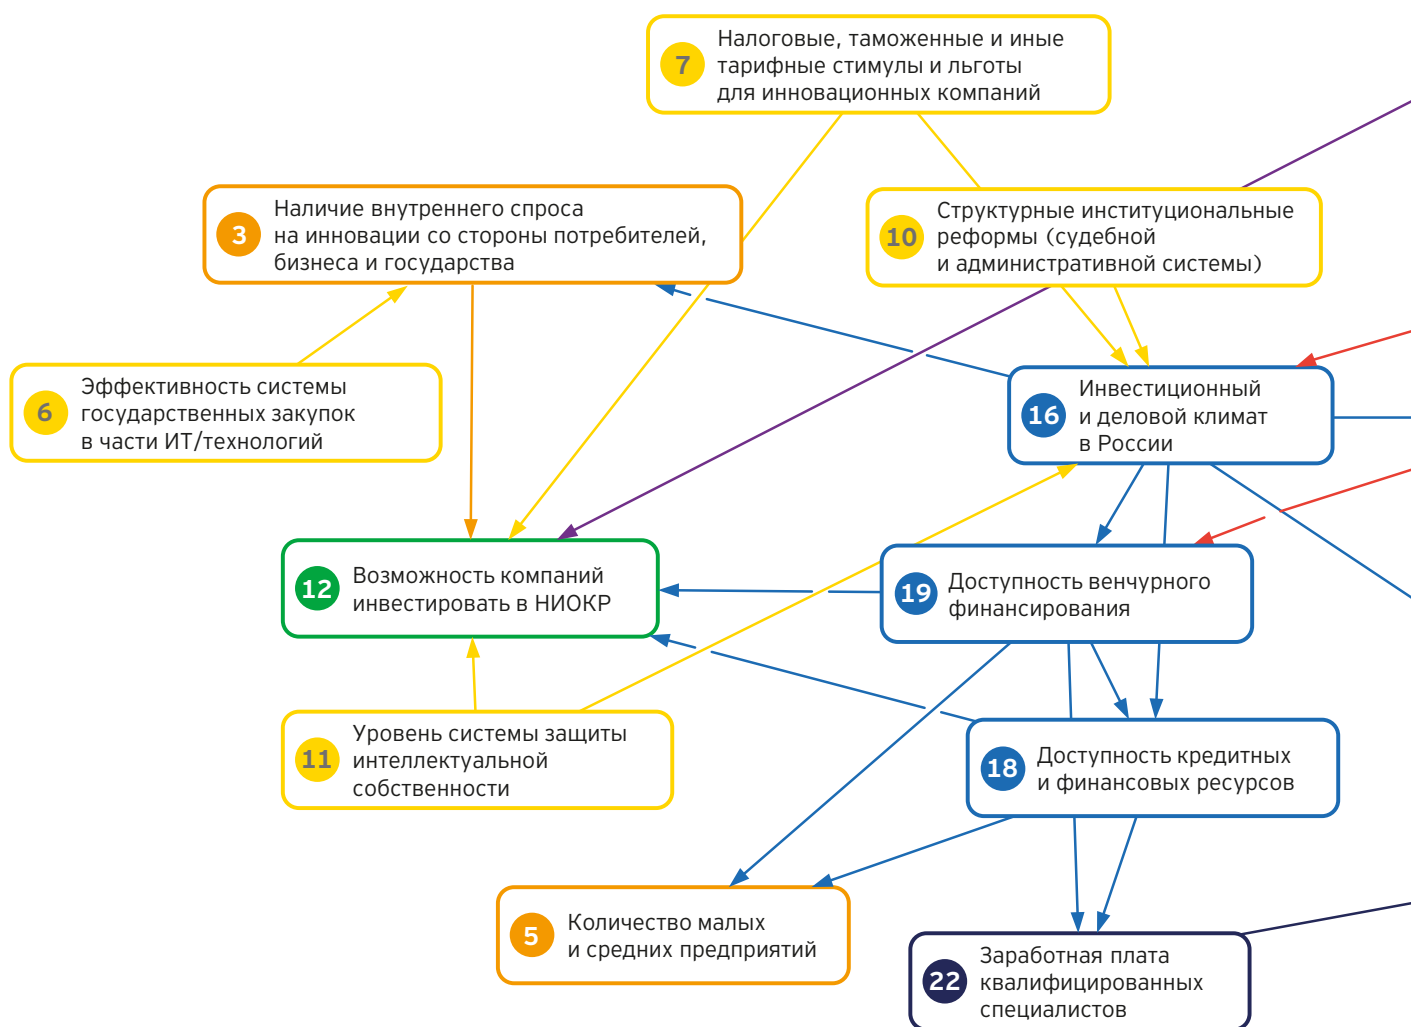 7
Налоговые, таможенные и иные
тарифные стимулы и льготы
для инновационных компаний
3
Наличие внутреннего спроса
на инновации со стороны потребителей,
бизнеса и государства
10
Структурные институциональные
реформы (судебной
и административной системы)
6
Эффективность системы
государственных закупок
в части ИТ/технологий
16
Инвестиционный
и деловой климат
в России
12
Возможность компаний
инвестировать в НИОКР
19
Доступность венчурного
финансирования
11
Уровень системы защиты
интеллектуальной
собственности
18
Доступность кредитных
и финансовых ресурсов
5
Количество малых
и средних предприятий
22
Заработная плата
квалифицированных
специалистов